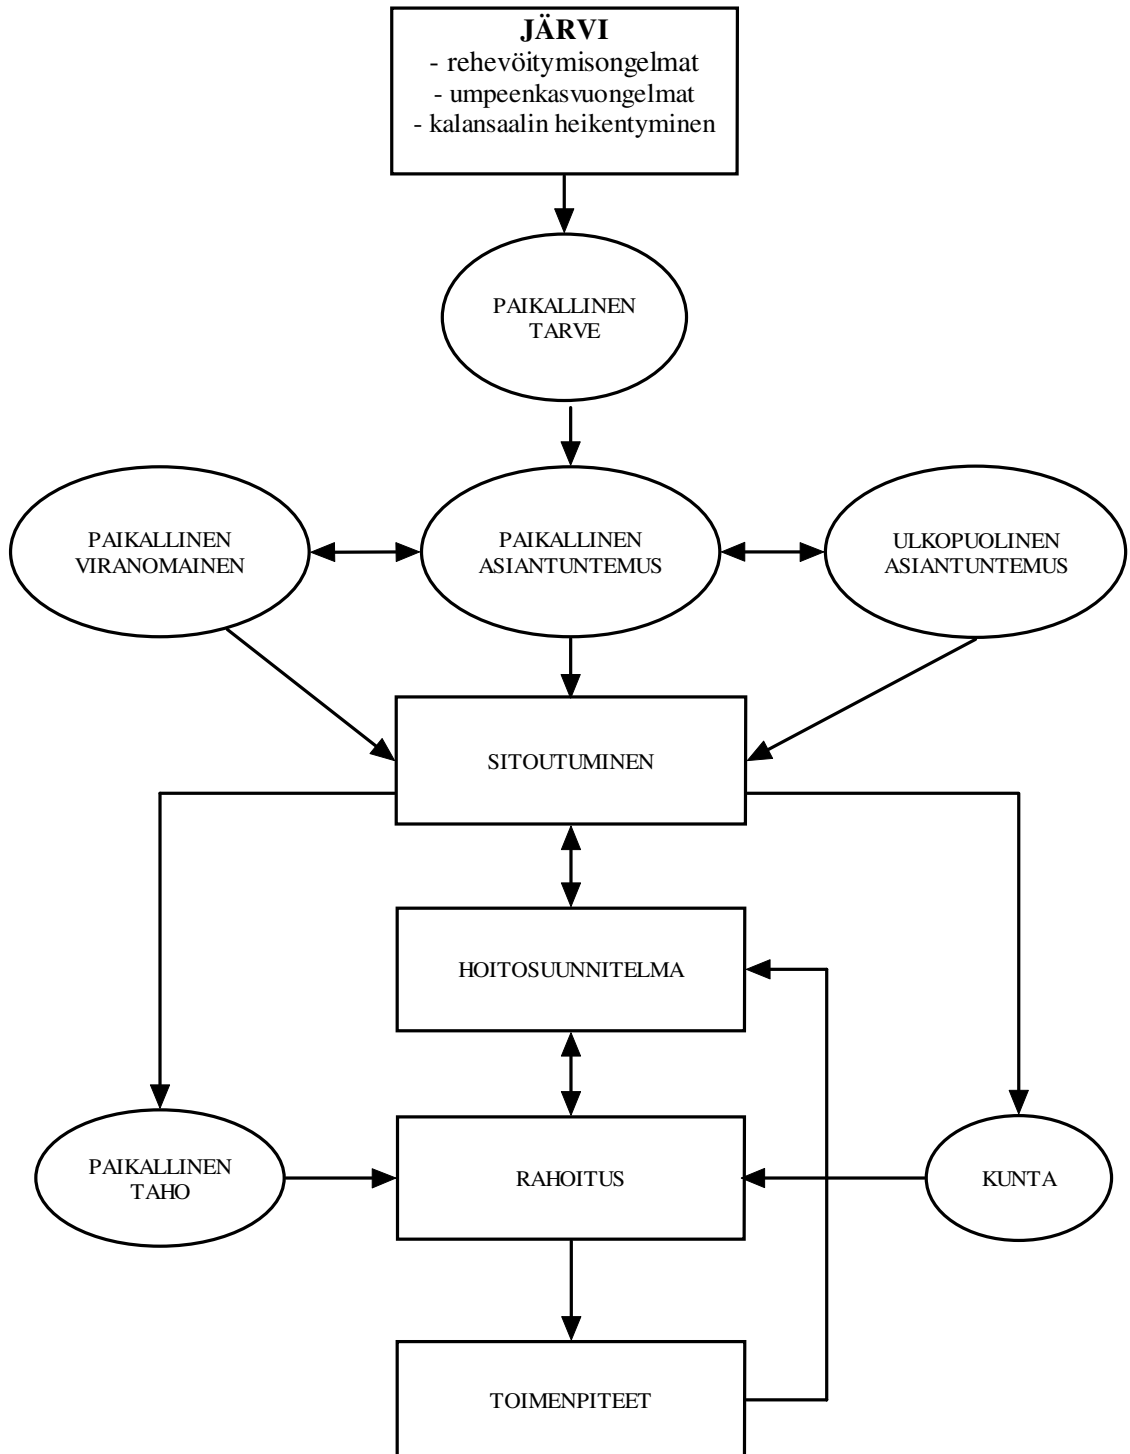 JÄRVI
- rehevöitymisongelmat
- umpeenkasvuongelmat
- kalansaalin heikentyminen
PAIKALLINEN
TARVE
PAIKALLINEN
VIRANOMAINEN
PAIKALLINEN
ASIANTUNTEMUS
ULKOPUOLINEN
ASIANTUNTEMUS
SITOUTUMINEN
HOITOSUUNNITELMA
PAIKALLINEN
TAHO
RAHOITUS
KUNTA
TOIMENPITEET